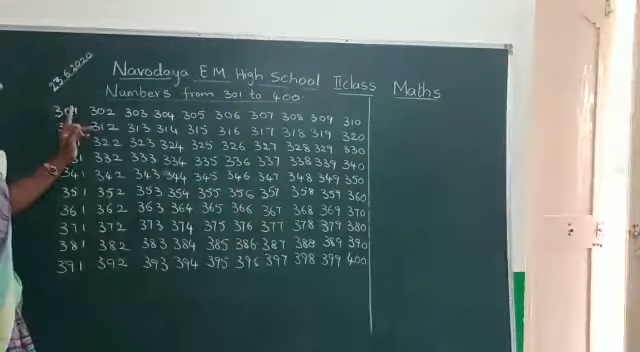 23.6.2020
Navodaya E M High School II class Maths
Numbers from 301 to 400.
301 302 303 304 305 306 307 308 309 310
312 313 314 315 316 317 318 319 320
322 323 324 325 326 327 328 329 330
332 333 334 335 336 337 338 339 340
341 342 343 344 345 346 347 348 349 350
351 352 353 354 355 356 357 358 359 360
361 362 363 364 365 366 367 368 369 370
371 372 373 374 375 376 377 378 379 380
381 382 383 384 385 386 387 388 389 390
391 392 393 394 395 396 397 398 399 400